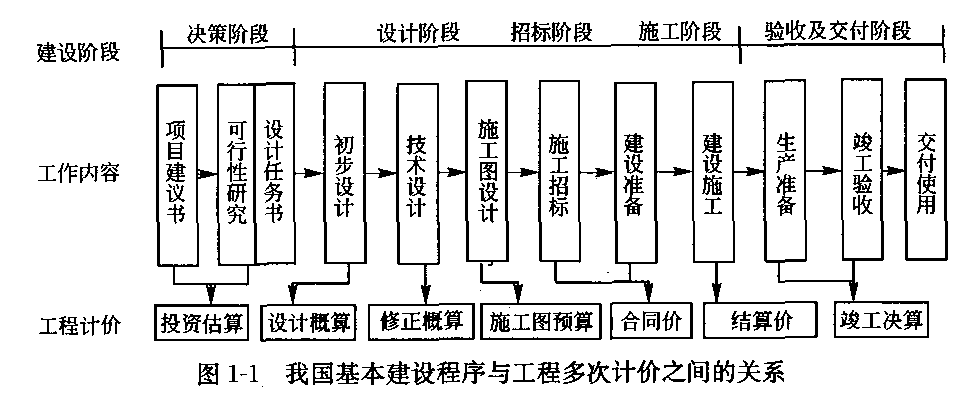 建设阶段 决策阶段 设计阶段 招标阶段 施工阶段 验收及交付阶段
工作内容 项目建议书 可行性研究 设计任务书 初步设计 技术设计 施工图设计 施工招标 建设准备 建设施工 生产准备 竣工验收 交付使用
工程计价 投资估算 设计概算 修正概算 施工图预算 合同价 结算价 竣工决算
图 1-1 我国基本建设程序与工程多次计价之间的关系